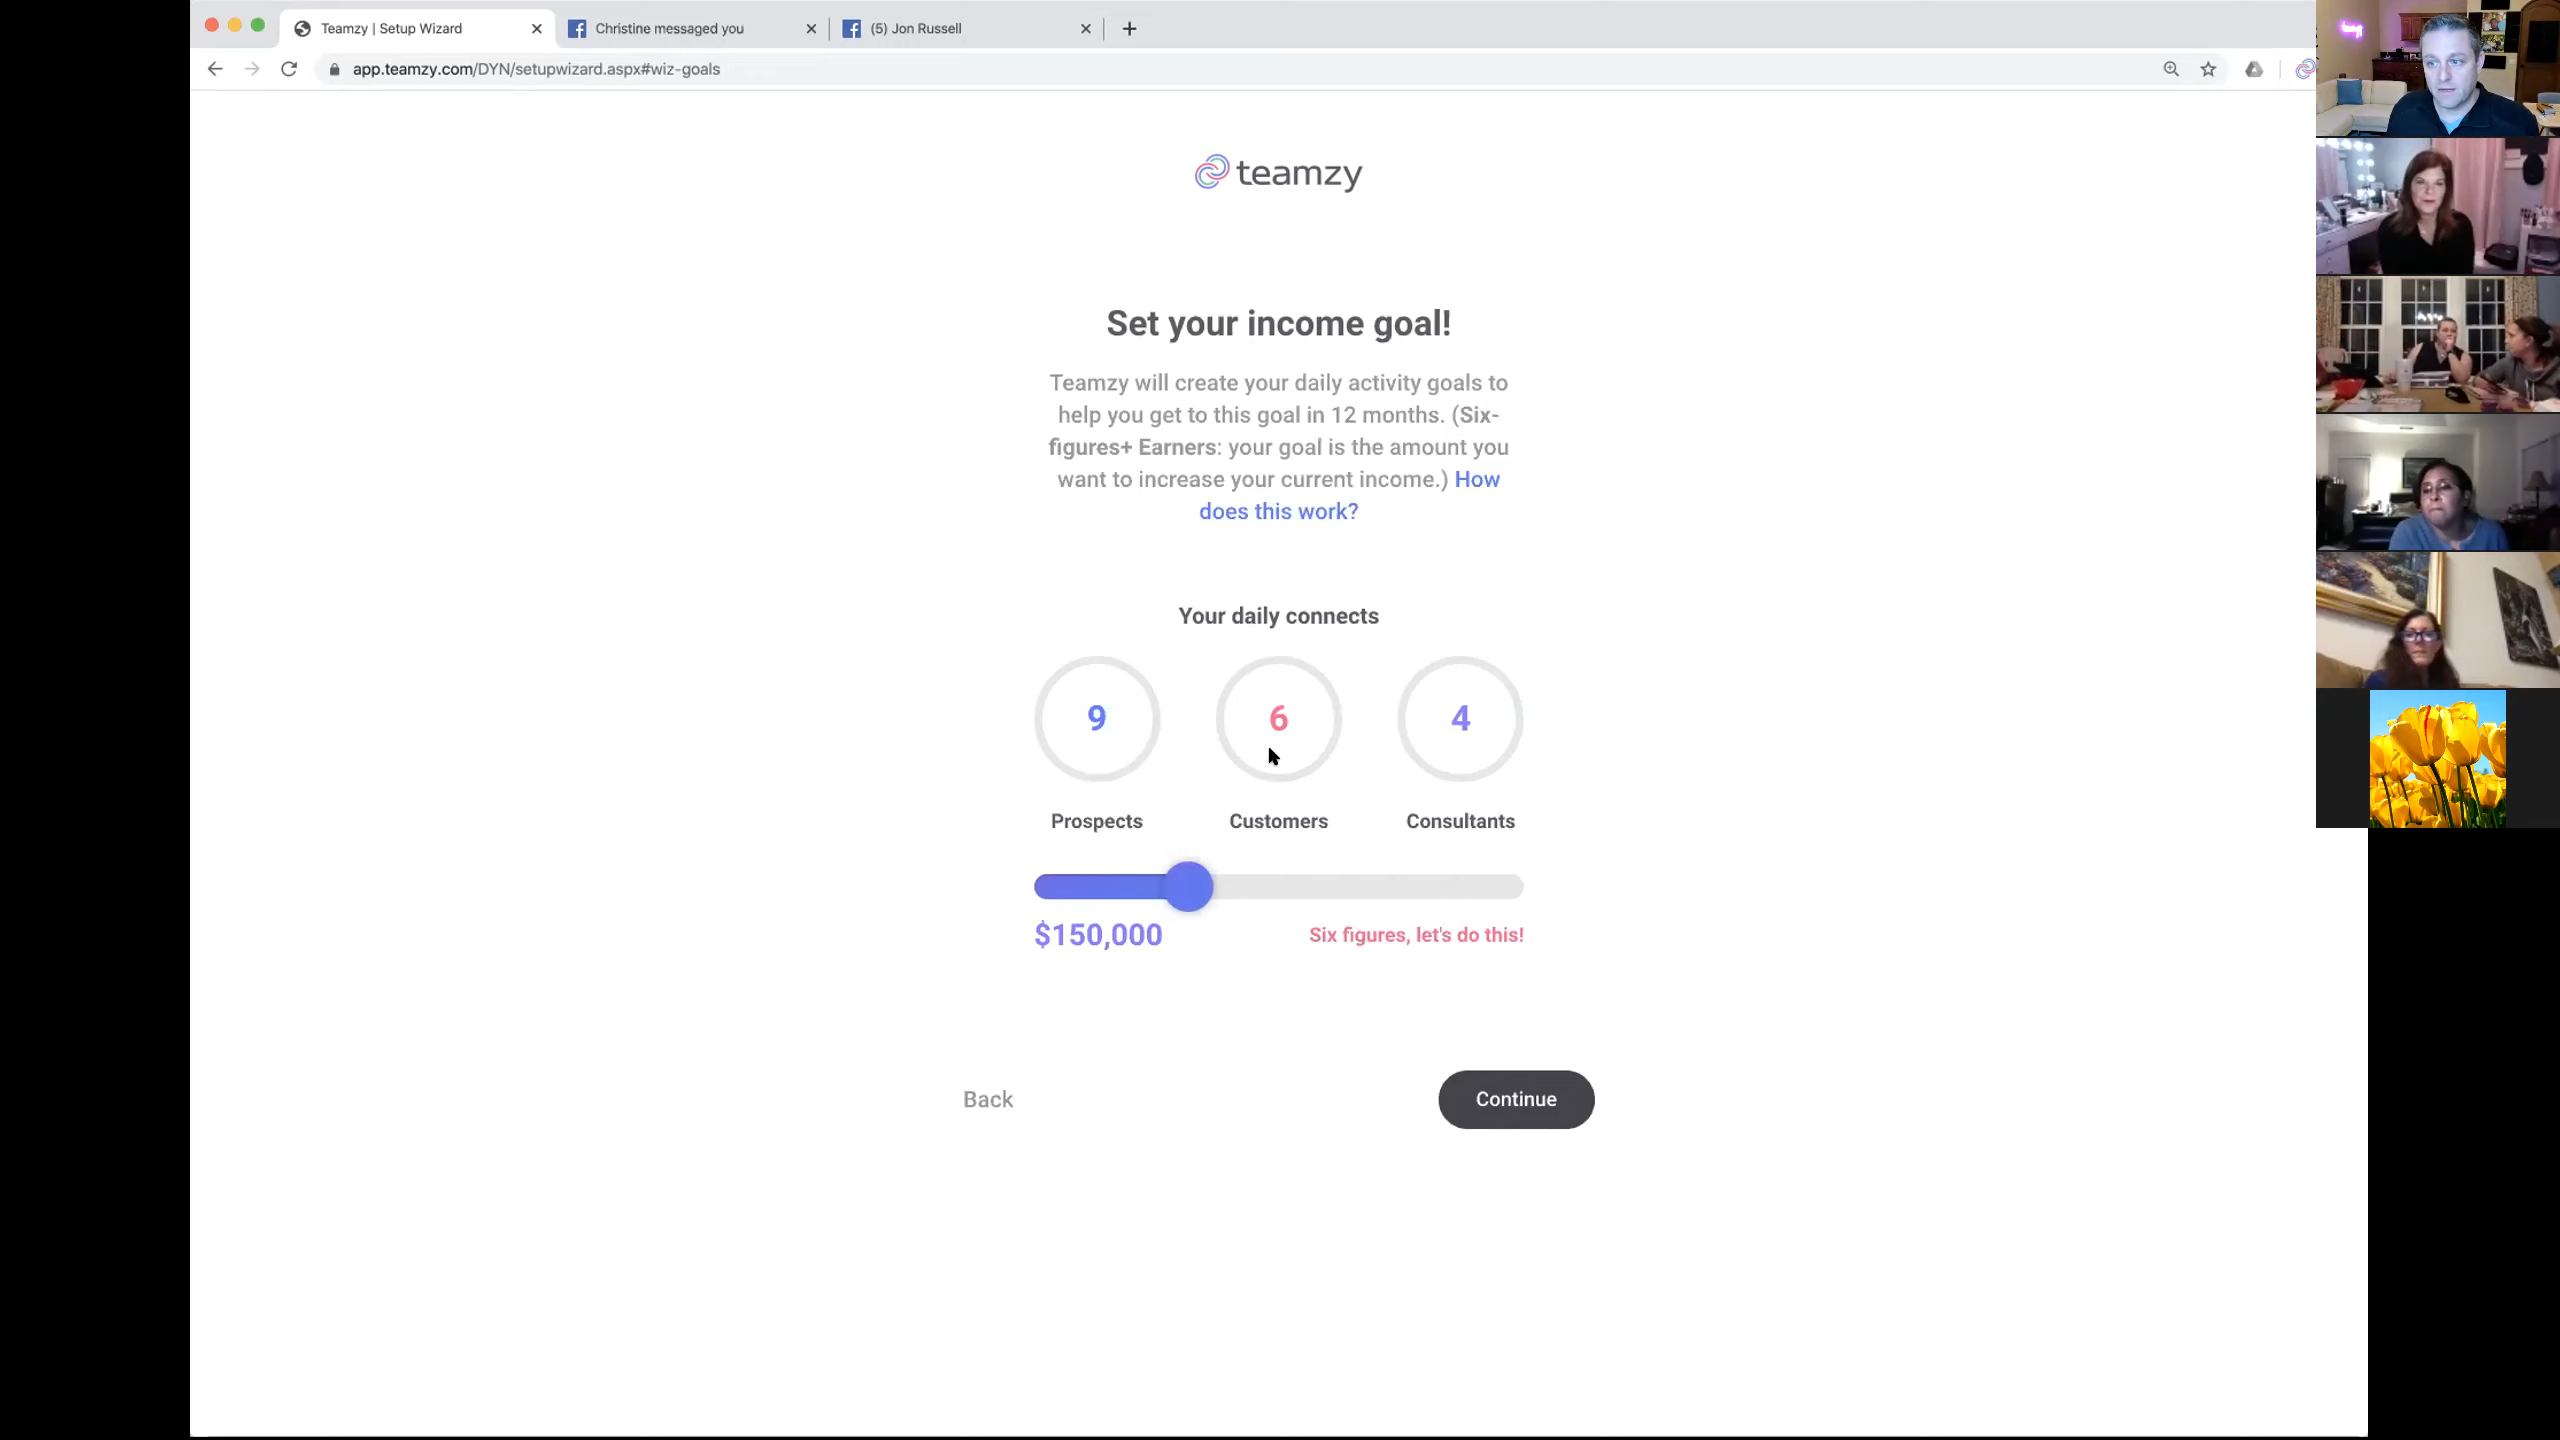 Teamzy | Setup Wizard
Christine messaged you
(5) Jon Russell
app.teamzy.com/DYN/setupwizard.aspx#wiz-goals
teamzy
Set your income goal!
Teamzy will create your daily activity goals to
help you get to this goal in 12 months. (Six-
figures+ Earners: your goal is the amount you
want to increase your current income.) How
does this work?
Your daily connects
9
6
4
Prospects
Customers
Consultants
$150,000
Six figures, let's do this!
Back
Continue